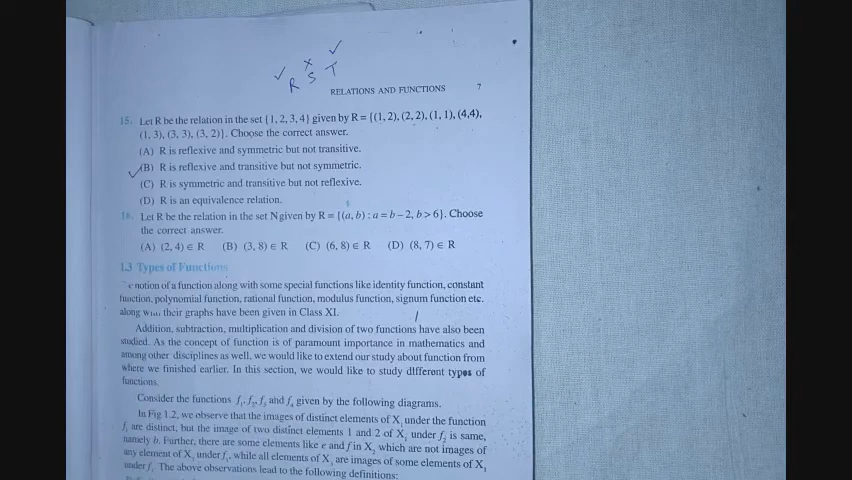 ✓ × ✓
R S T
RELATIONS AND FUNCTIONS 7
15. Let R be the relation in the set {1, 2, 3, 4} given by R = {(1, 2), (2, 2), (1, 1), (4,4),
(1, 3), (3, 3), (3, 2)}. Choose the correct answer.
(A) R is reflexive and symmetric but not transitive.
✓(B) R is reflexive and transitive but not symmetric.
(C) R is symmetric and transitive but not reflexive.
(D) R is an equivalence relation.
16. Let R be the relation in the set N given by R = {(a, b) : a = b – 2, b > 6}. Choose
the correct answer.
(A) (2, 4) ∈ R (B) (3, 8) ∈ R (C) (6, 8) ∈ R (D) (8, 7) ∈ R
1.3 Types of Functions
notion of a function along with some special functions like identity function, constant
function, polynomial function, rational function, modulus function, signum function etc.
along their graphs have been given in Class XI.
Addition, subtraction, multiplication and division of two functions have also been
studied. As the concept of function is of paramount importance in mathematics and
among other disciplines as well, we would like to extend our study about function from
where we finished earlier. In this section, we would like to study different types of
functions.
Consider the functions f₁, f₂, f₃ and f₄ given by the following diagrams.
In Fig 1.2, we observe that the images of distinct elements of X₁ under the function
f₁ are distinct, but the image of two distinct elements 1 and 2 of X₁ under f₂ is same,
namely b. Further, there are some elements like e and f in X₂ which are not images of
any element of X₁ under f₁, while all elements of X₃ are images of some elements of X₁
under f₃. The above observations lead to the following definitions: